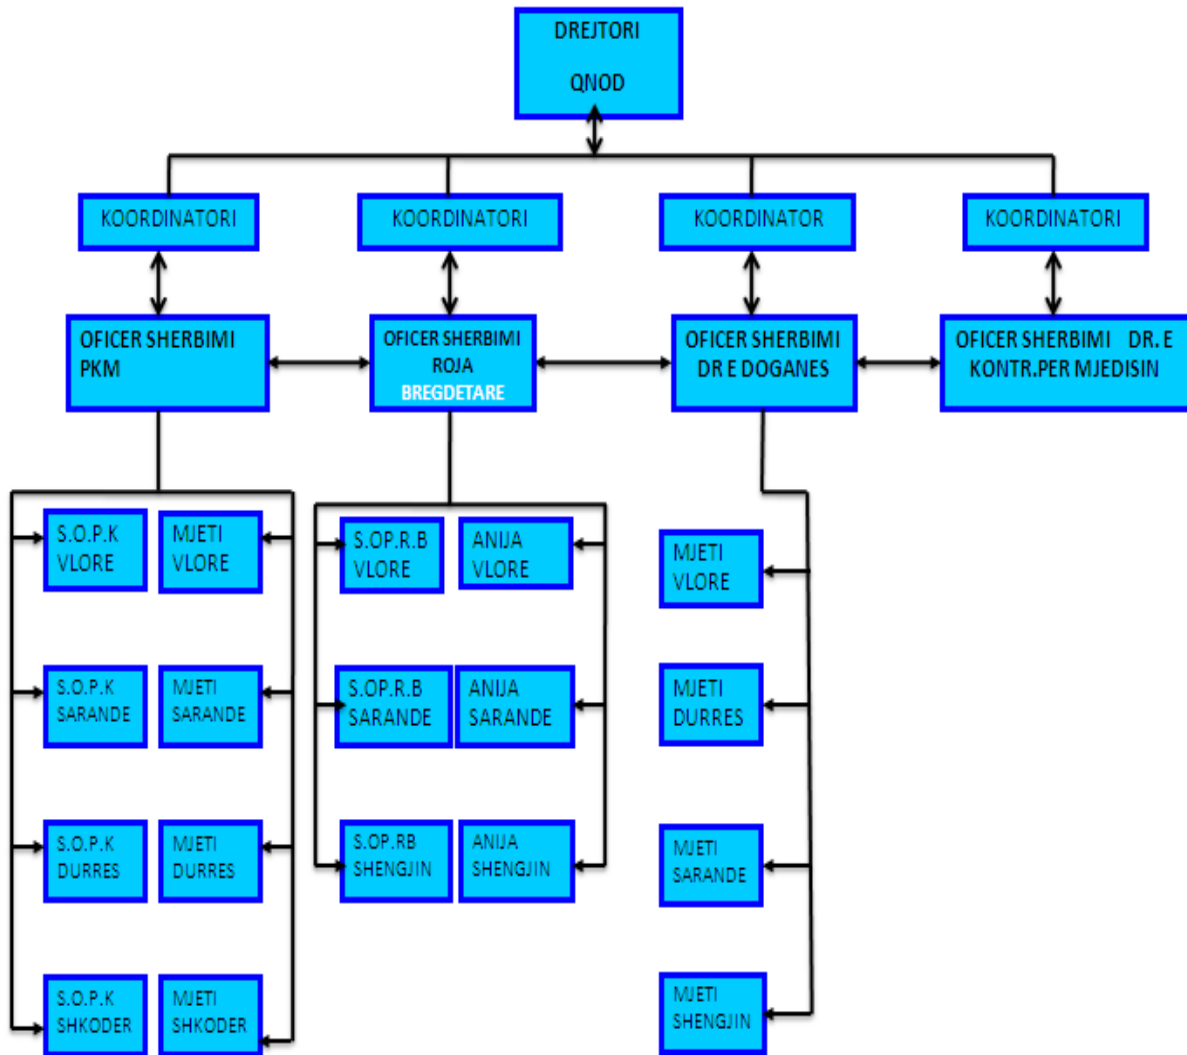 DREJTORI
QNOD
KOORDINATORI
KOORDINATORI
KOORDINATOR
KOORDINATORI
OFICER SHERBIMI
PKM
OFICER SHERBIMI
ROJA
BREGDETARE
OFICER SHERBIMI
DR E DOGANES
OFICER SHERBIMI DR. E
KONTR.PER MJEDISIN
S.O.P.K
VLORE
MJETI
VLORE
S.OP.R.B
VLORE
ANIJA
VLORE
MJETI
VLORE
S.O.P.K
SARANDE
MJETI
SARANDE
S.OP.R.B
SARANDE
ANIJA
SARANDE
MJETI
DURRES
S.O.P.K
DURRES
MJETI
DURRES
S.OP.RB
SHENGJIN
ANIJA
SHENGJIN
MJETI
SARANDE
S.O.P.K
SHKODER
MJETI
SHKODER
MJETI
SHENGJIN